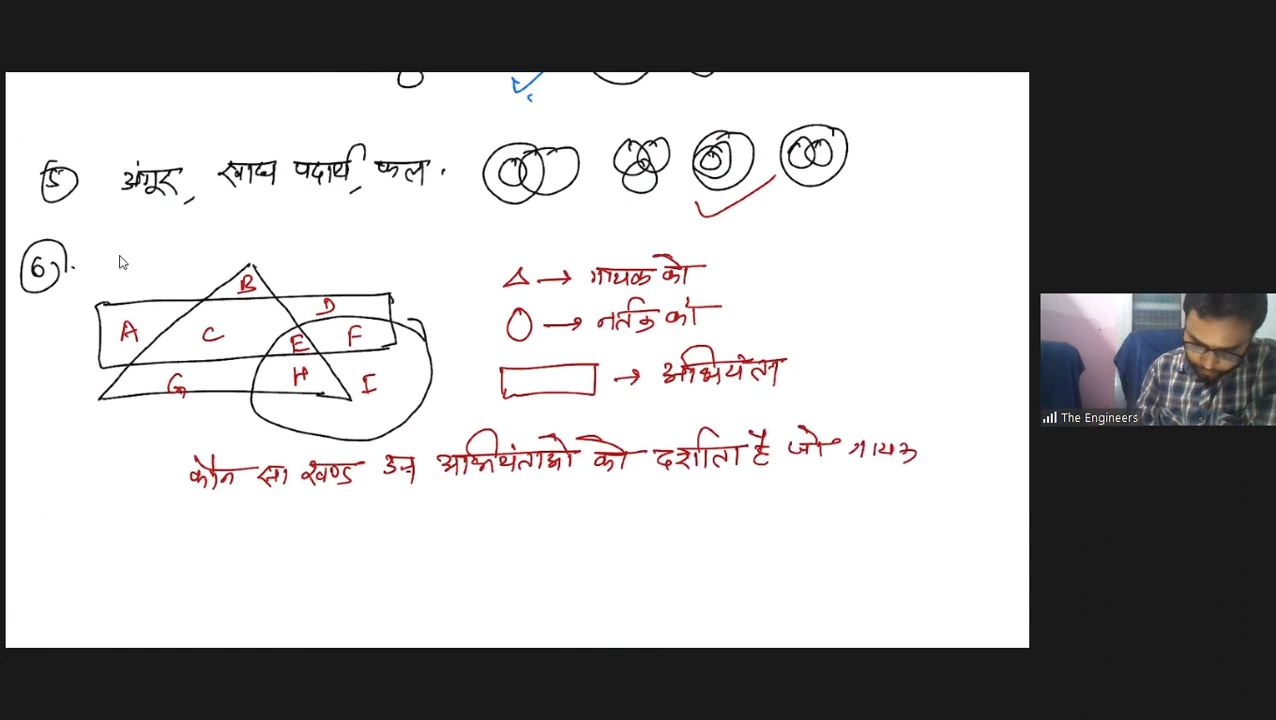 5) अंगूर, खाद्य पदार्थ, फल.
6).
B
D
A C E F
G H I
△ → गायक को
○ → नर्तक को
▭ → अभियंता
कौन सा खण्ड उन अभियंताओ को दर्शाता है जो गायक
The Engineers